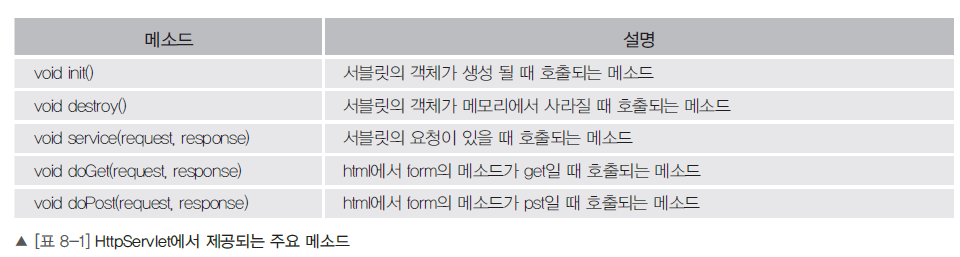 메소드 설명
void init() 서블릿의 객체가 생성 될 때 호출되는 메소드
void destroy() 서블릿의 객체가 메모리에서 사라질 때 호출되는 메소드
void service(request, response) 서블릿의 요청이 있을 때 호출되는 메소드
void doGet(request, response) html에서 form의 메소드가 get일 때 호출되는 메소드
void doPost(request, response) html에서 form의 메소드가 pst일 때 호출되는 메소드
▲ [표 8-1] HttpServlet에서 제공되는 주요 메소드